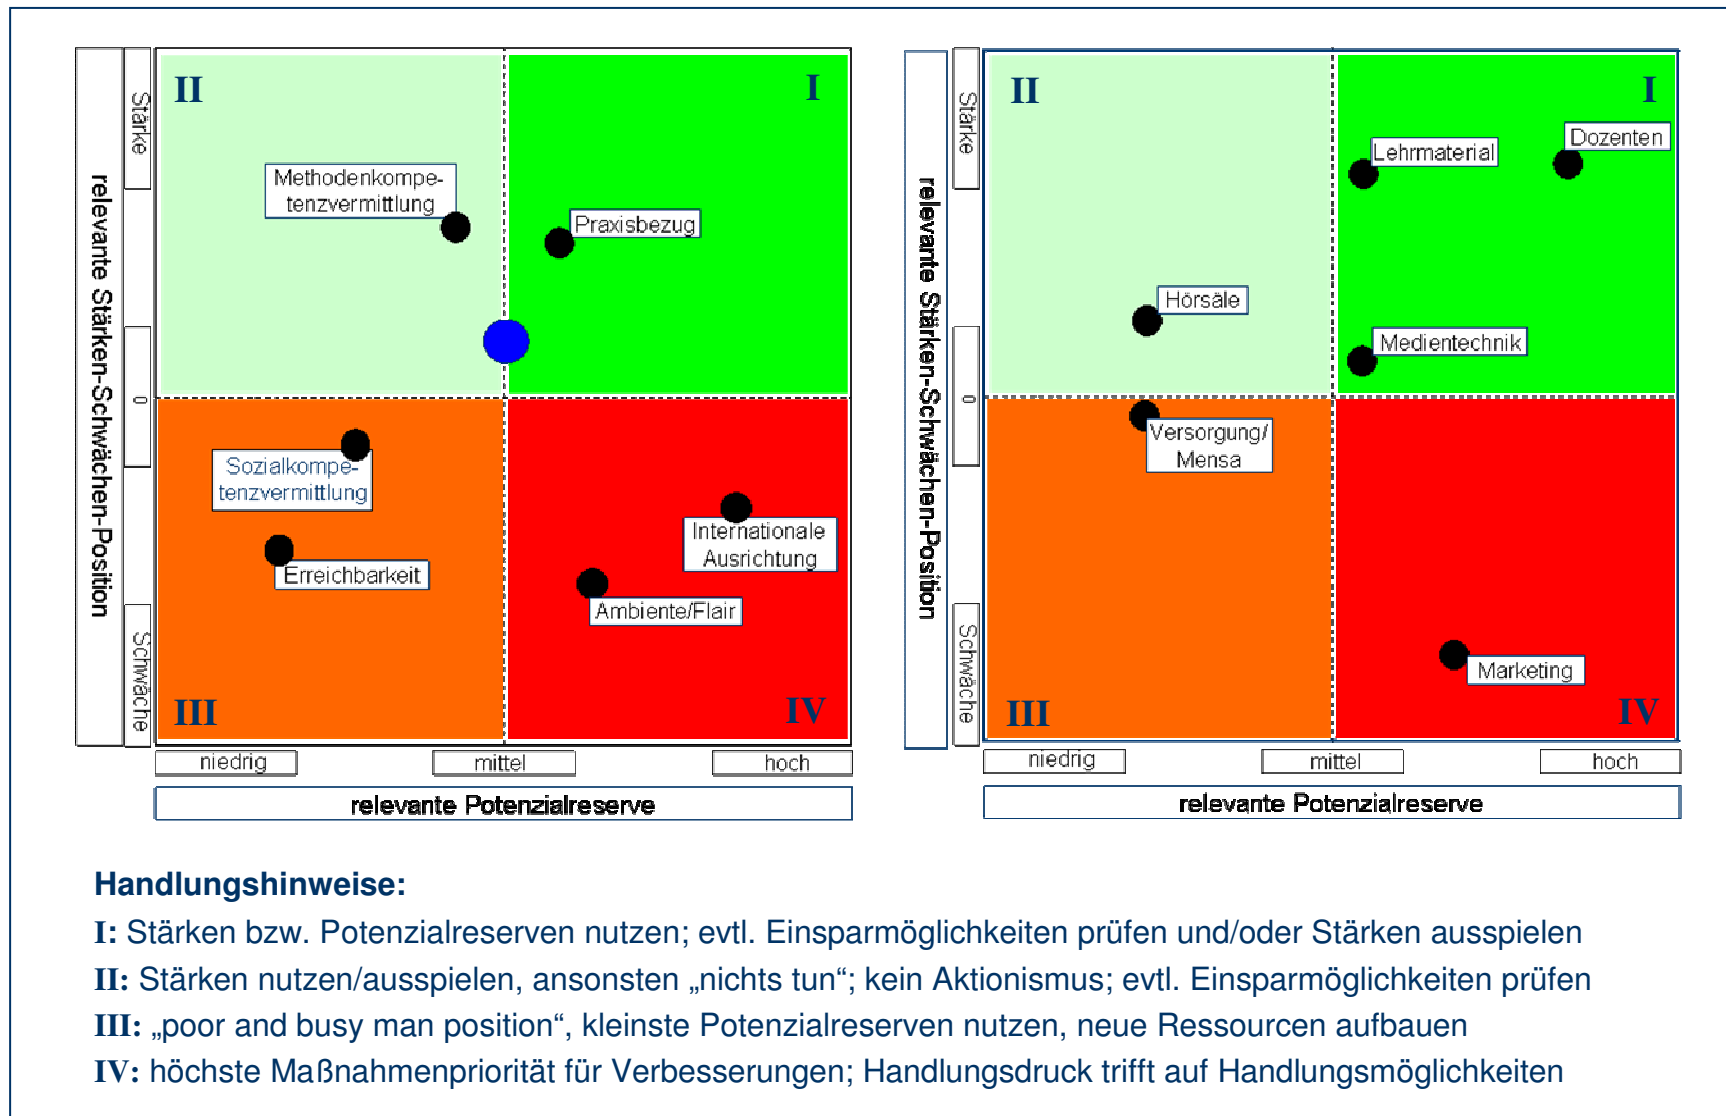 relevante Stärken-Schwächen-Position
Stärke
0
Schwäche
II
I
Methodenkompe-
tenzvermittlung
Praxisbezug
Sozialkompe-
tenzvermittlung
Erreichbarkeit
Internationale
Ausrichtung
Ambiente/Flair
III
IV
niedrig
mittel
hoch
relevante Potenzialreserve
relevante Stärken-Schwächen-Position
Stärke
0
Schwäche
II
I
Dozenten
Lehrmaterial
Hörsäle
Medientechnik
Versorgung/
Mensa
Marketing
III
IV
niedrig
mittel
hoch
relevante Potenzialreserve
Handlungshinweise:
I: Stärken bzw. Potenzialreserven nutzen; evtl. Einsparmöglichkeiten prüfen und/oder Stärken ausspielen
II: Stärken nutzen/ausspielen, ansonsten „nichts tun“; kein Aktionismus; evtl. Einsparmöglichkeiten prüfen
III: „poor and busy man position“, kleinste Potenzialreserven nutzen, neue Ressourcen aufbauen
IV: höchste Maßnahmenpriorität für Verbesserungen; Handlungsdruck trifft auf Handlungsmöglichkeiten